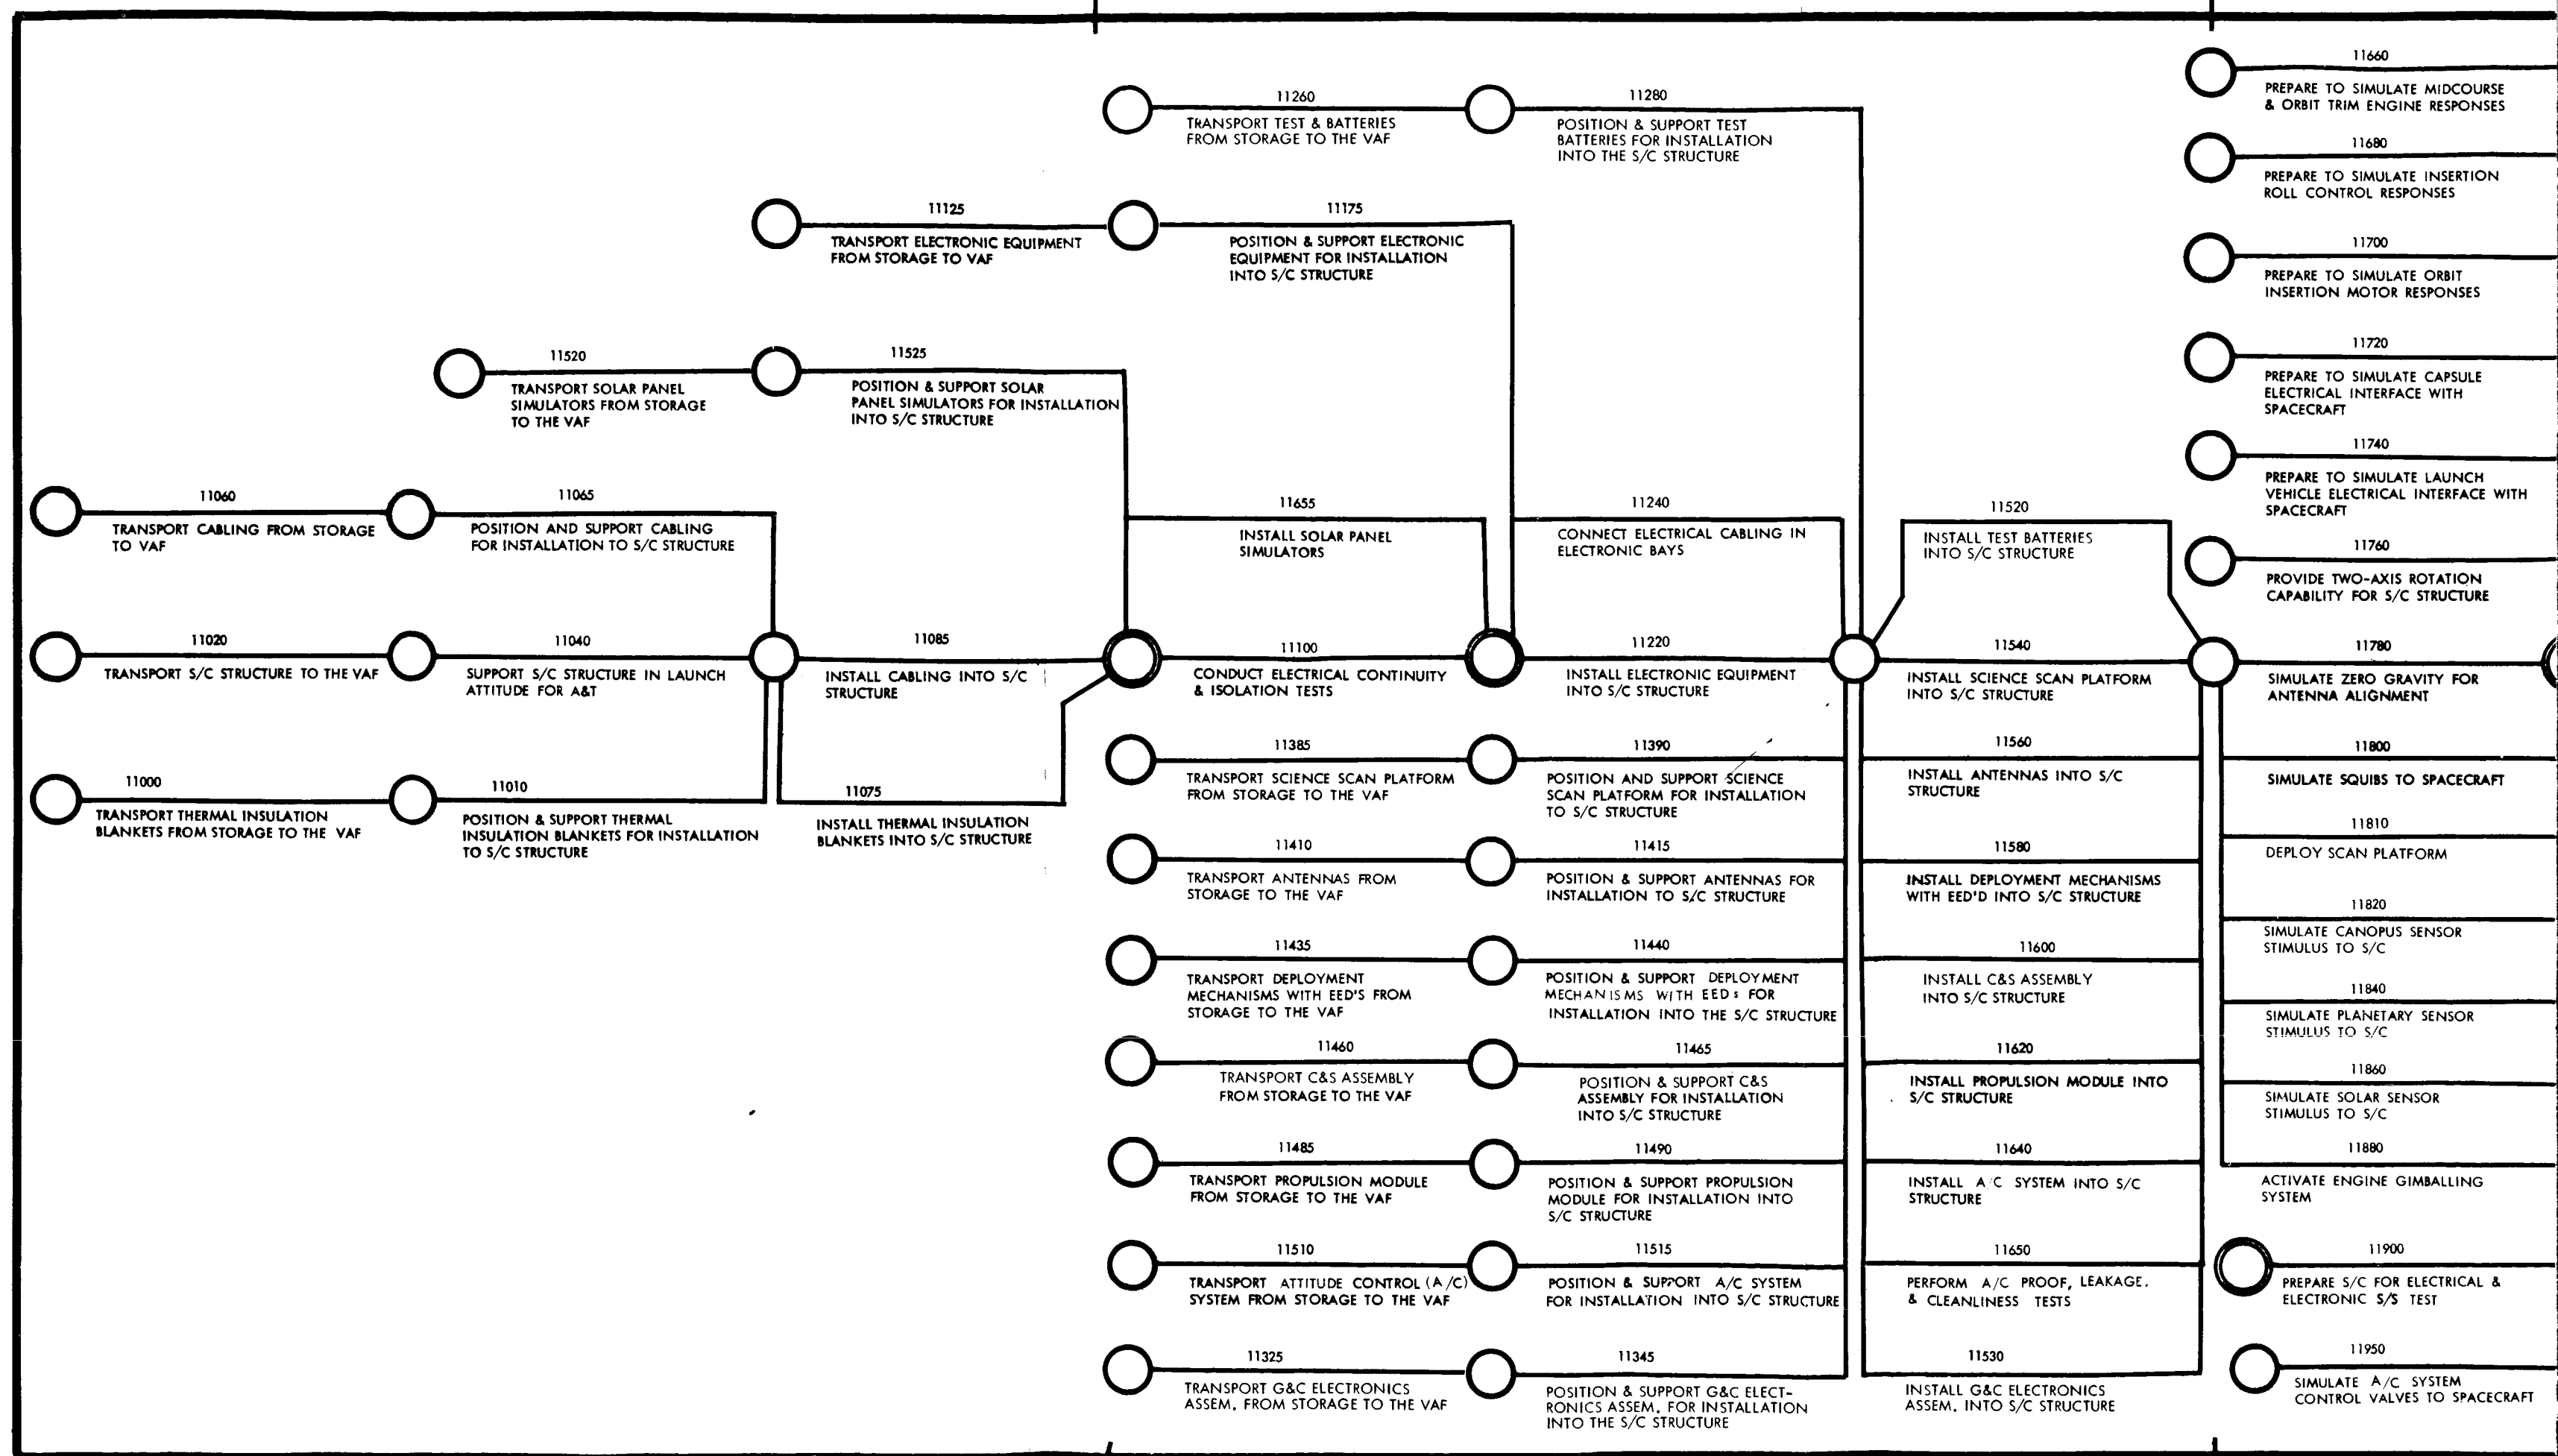 11260
TRANSPORT TEST & BATTERIES
FROM STORAGE TO THE VAF
11280
POSITION & SUPPORT TEST
BATTERIES FOR INSTALLATION
INTO THE S/C STRUCTURE
11125
TRANSPORT ELECTRONIC EQUIPMENT
FROM STORAGE TO VAF
11175
POSITION & SUPPORT ELECTRONIC
EQUIPMENT FOR INSTALLATION
INTO S/C STRUCTURE
11520
TRANSPORT SOLAR PANEL
SIMULATORS FROM STORAGE
TO THE VAF
11525
POSITION & SUPPORT SOLAR
PANEL SIMULATORS FOR INSTALLATION
INTO S/C STRUCTURE
11060
TRANSPORT CABLING FROM STORAGE
TO VAF
11065
POSITION AND SUPPORT CABLING
FOR INSTALLATION TO S/C STRUCTURE
11655
INSTALL SOLAR PANEL
SIMULATORS
11240
CONNECT ELECTRICAL CABLING IN
ELECTRONIC BAYS
11520
INSTALL TEST BATTERIES
INTO S/C STRUCTURE
11020
TRANSPORT S/C STRUCTURE TO THE VAF
11040
SUPPORT S/C STRUCTURE IN LAUNCH
ATTITUDE FOR A&T
11085
INSTALL CABLING INTO S/C
STRUCTURE
11100
CONDUCT ELECTRICAL CONTINUITY
& ISOLATION TESTS
11220
INSTALL ELECTRONIC EQUIPMENT
INTO S/C STRUCTURE
11540
INSTALL SCIENCE SCAN PLATFORM
INTO S/C STRUCTURE
11000
TRANSPORT THERMAL INSULATION
BLANKETS FROM STORAGE TO THE VAF
11010
POSITION & SUPPORT THERMAL
INSULATION BLANKETS FOR INSTALLATION
TO S/C STRUCTURE
11075
INSTALL THERMAL INSULATION
BLANKETS INTO S/C STRUCTURE
11385
TRANSPORT SCIENCE SCAN PLATFORM
FROM STORAGE TO THE VAF
11390
POSITION AND SUPPORT SCIENCE
SCAN PLATFORM FOR INSTALLATION
TO S/C STRUCTURE
11560
INSTALL ANTENNAS INTO S/C
STRUCTURE
11410
TRANSPORT ANTENNAS FROM
STORAGE TO THE VAF
11415
POSITION & SUPPORT ANTENNAS FOR
INSTALLATION TO S/C STRUCTURE
11580
INSTALL DEPLOYMENT MECHANISMS
WITH EED'D INTO S/C STRUCTURE
11435
TRANSPORT DEPLOYMENT
MECHANISMS WITH EED'S FROM
STORAGE TO THE VAF
11440
POSITION & SUPPORT DEPLOYMENT
MECHANISMS WITH EEDs FOR
INSTALLATION INTO THE S/C STRUCTURE
11600
INSTALL C&S ASSEMBLY
INTO S/C STRUCTURE
11460
TRANSPORT C&S ASSEMBLY
FROM STORAGE TO THE VAF
11465
POSITION & SUPPORT C&S
ASSEMBLY FOR INSTALLATION
INTO S/C STRUCTURE
11620
INSTALL PROPULSION MODULE INTO
S/C STRUCTURE
11485
TRANSPORT PROPULSION MODULE
FROM STORAGE TO THE VAF
11490
POSITION & SUPPORT PROPULSION
MODULE FOR INSTALLATION INTO
S/C STRUCTURE
11640
INSTALL A/C SYSTEM INTO S/C
STRUCTURE
11510
TRANSPORT ATTITUDE CONTROL (A/C)
SYSTEM FROM STORAGE TO THE VAF
11515
POSITION & SUPPORT A/C SYSTEM
FOR INSTALLATION INTO S/C STRUCTURE
11650
PERFORM A/C PROOF, LEAKAGE,
& CLEANLINESS TESTS
11325
TRANSPORT G&C ELECTRONICS
ASSEM. FROM STORAGE TO THE VAF
11345
POSITION & SUPPORT G&C ELECT-
RONICS ASSEM. FOR INSTALLATION
INTO THE S/C STRUCTURE
11530
INSTALL G&C ELECTRONICS
ASSEM. INTO S/C STRUCTURE
11660
PREPARE TO SIMULATE MIDCOURSE
& ORBIT TRIM ENGINE RESPONSES
11680
PREPARE TO SIMULATE INSERTION
ROLL CONTROL RESPONSES
11700
PREPARE TO SIMULATE ORBIT
INSERTION MOTOR RESPONSES
11720
PREPARE TO SIMULATE CAPSULE
ELECTRICAL INTERFACE WITH
SPACECRAFT
11740
PREPARE TO SIMULATE LAUNCH
VEHICLE ELECTRICAL INTERFACE WITH
SPACECRAFT
11760
PROVIDE TWO-AXIS ROTATION
CAPABILITY FOR S/C STRUCTURE
11780
SIMULATE ZERO GRAVITY FOR
ANTENNA ALIGNMENT
11800
SIMULATE SQUIBS TO SPACECRAFT
11810
DEPLOY SCAN PLATFORM
11820
SIMULATE CANOPUS SENSOR
STIMULUS TO S/C
11840
SIMULATE PLANETARY SENSOR
STIMULUS TO S/C
11860
SIMULATE SOLAR SENSOR
STIMULUS TO S/C
11880
ACTIVATE ENGINE GIMBALLING
SYSTEM
11900
PREPARE S/C FOR ELECTRICAL &
ELECTRONIC S/S TEST
11950
SIMULATE A/C SYSTEM
CONTROL VALVES TO SPACECRAFT